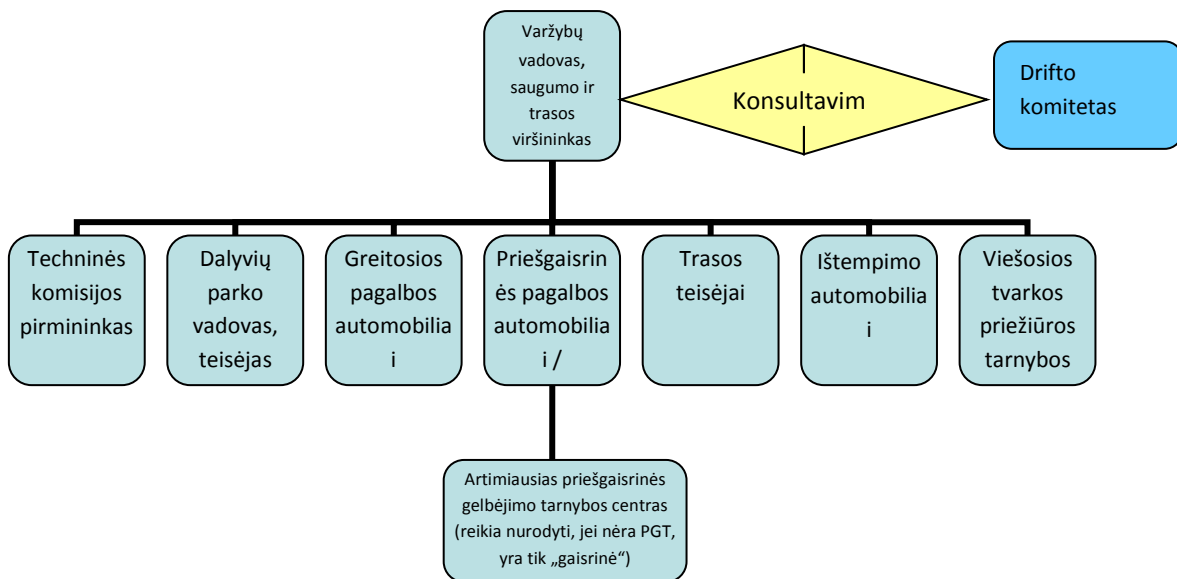 Varžybų
vadovas,
saugumo ir
trasos
viršininkas
Konsultavim
Drifto
komitetas
Techninės
komisijos
pirmininkas
Dalyvių
parko
vadovas,
teisėjas
Greitosios
pagalbos
automobilia
i
Priešgaisrin
ės pagalbos
automobilia
i /
Trasos
teisėjai
Ištempimo
automobilia
i
Viešosios
tvarkos
priežiūros
tarnybos
Artimiausias priešgaisrinės
gelbėjimo tarnybos centras
(reikia nurodyti, jei nėra PGT,
yra tik „gaisrinė“)